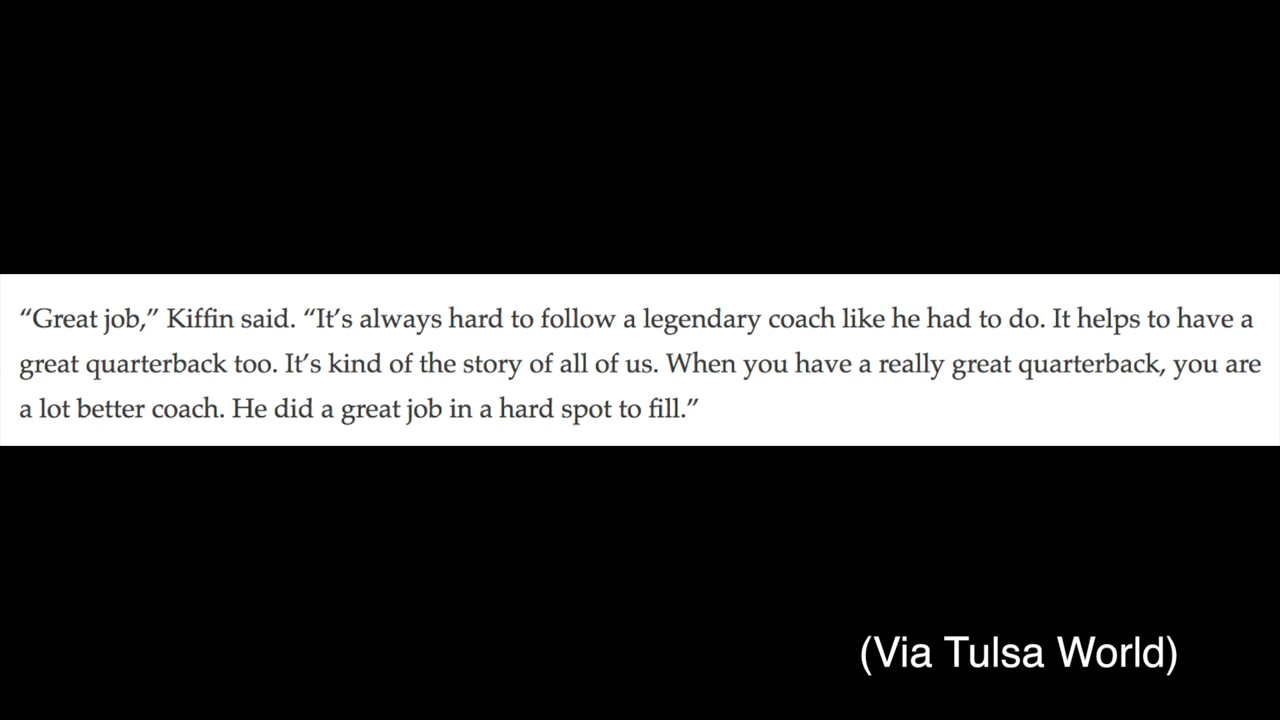 “Great job,” Kiffin said. “It’s always hard to follow a legendary coach like he had to do. It helps to have a
great quarterback too. It’s kind of the story of all of us. When you have a really great quarterback, you are
a lot better coach. He did a great job in a hard spot to fill.”
(Via Tulsa World)